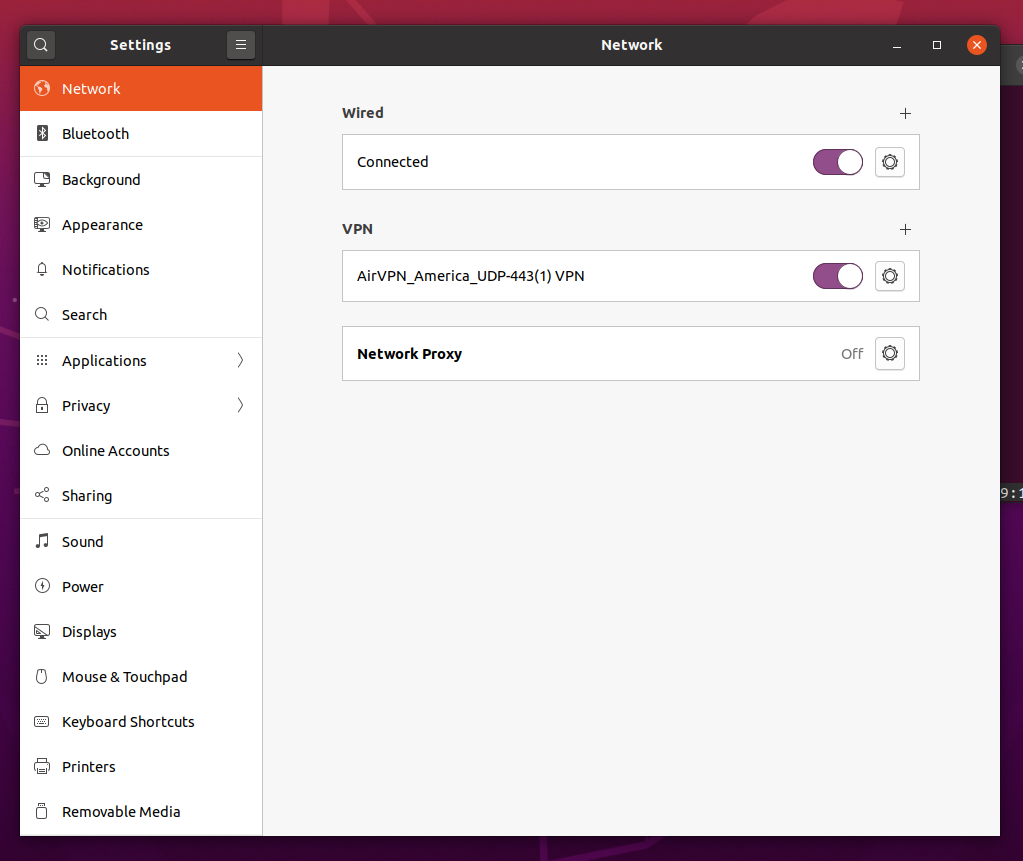 Settings
Network
Network
Bluetooth
Background
Appearance
Notifications
Search
Applications
Privacy
Online Accounts
Sharing
Sound
Power
Displays
Mouse & Touchpad
Keyboard Shortcuts
Printers
Removable Media
Wired
Connected
VPN
AirVPN_America_UDP-443(1) VPN
Network Proxy Off
9:1